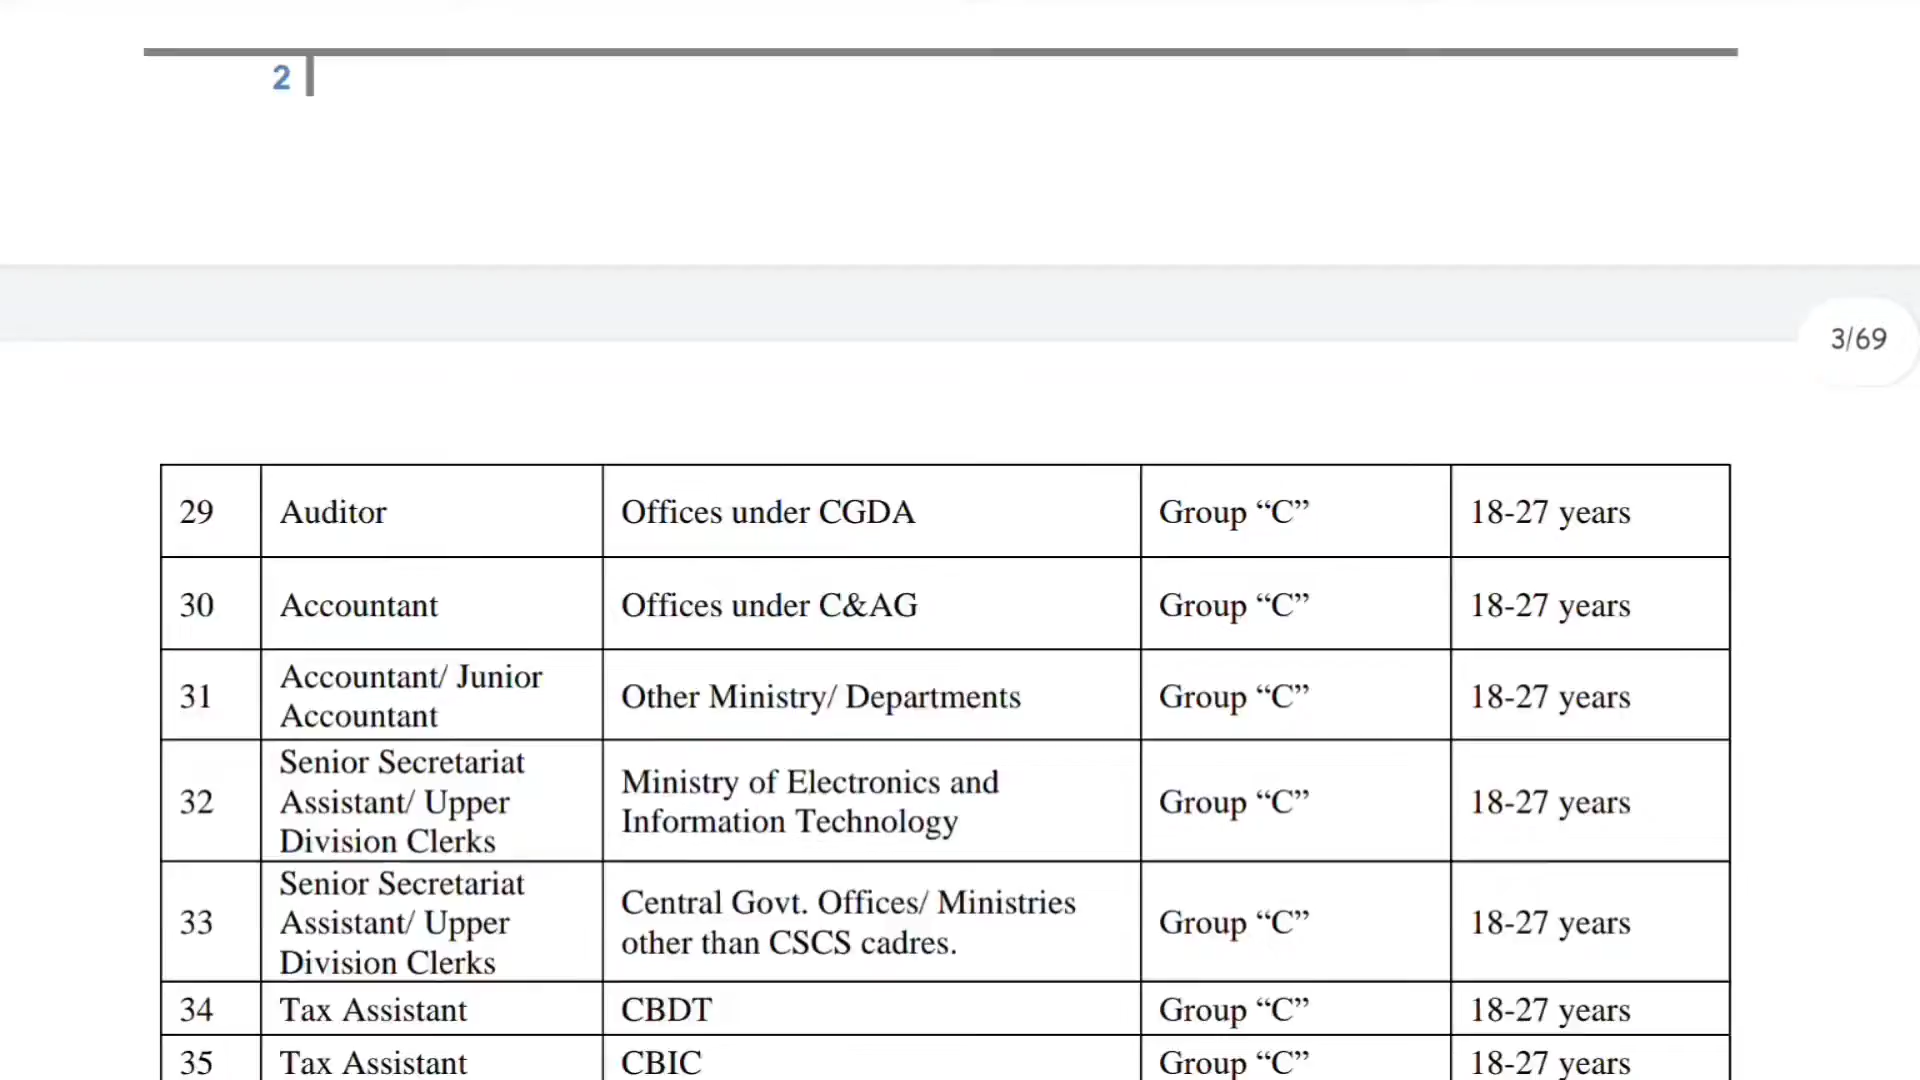 2
3/69
29 Auditor Offices under CGDA Group “C” 18-27 years
30 Accountant Offices under C&AG Group “C” 18-27 years
31 Accountant/ Junior Accountant Other Ministry/ Departments Group “C” 18-27 years
32 Senior Secretariat Assistant/ Upper Division Clerks Ministry of Electronics and Information Technology Group “C” 18-27 years
33 Senior Secretariat Assistant/ Upper Division Clerks Central Govt. Offices/ Ministries other than CSCS cadres. Group “C” 18-27 years
34 Tax Assistant CBDT Group “C” 18-27 years
35 Tax Assistant CBIC Group “C” 18-27 years